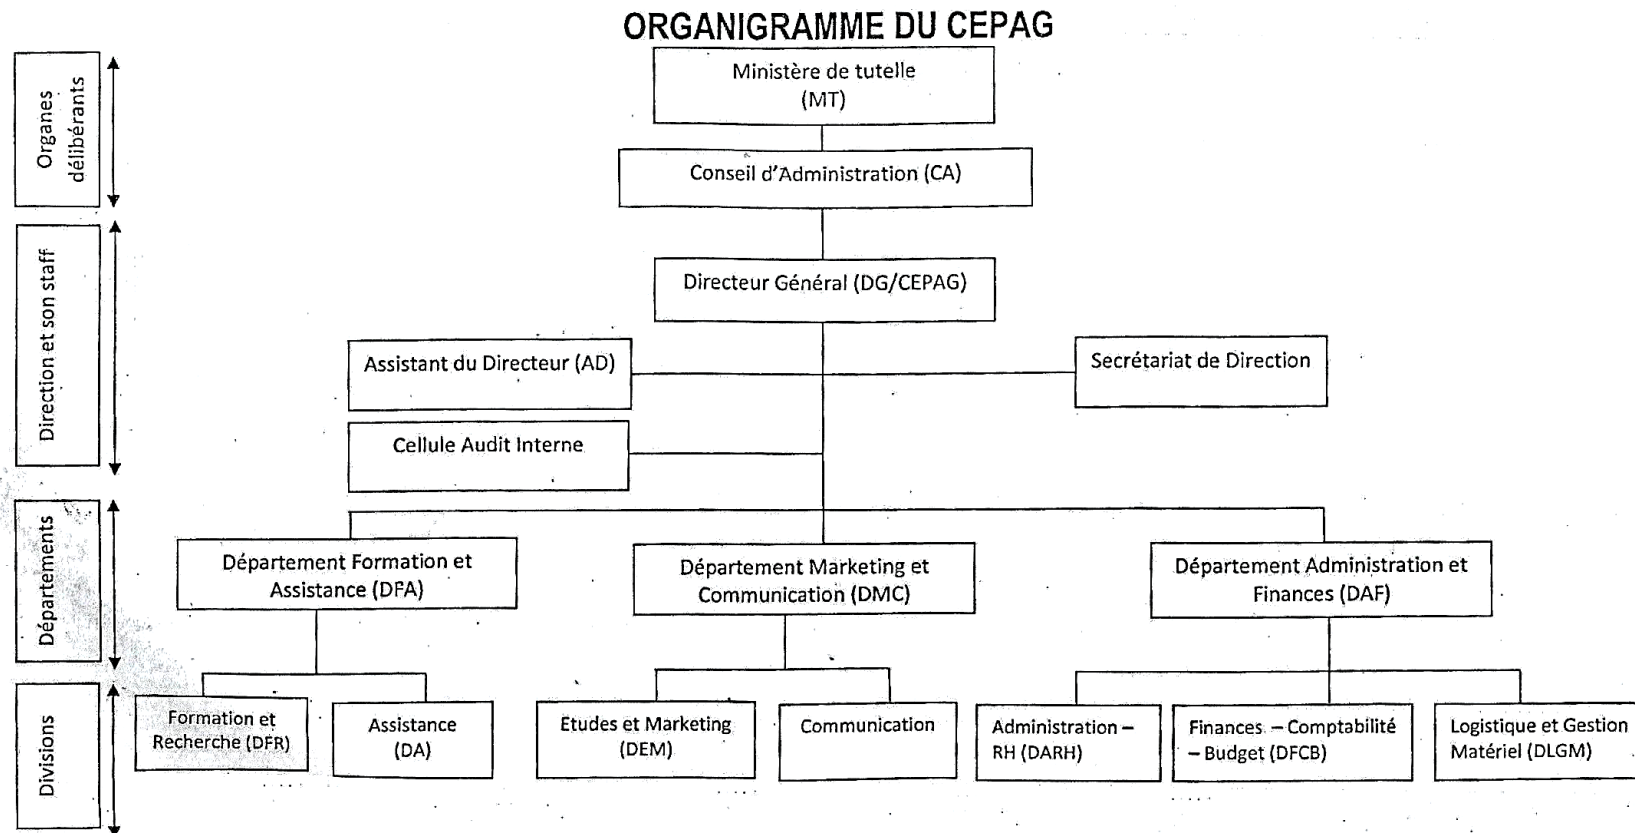 ORGANIGRAMME DU CEPAG
Organes
délibérants
Ministère de tutelle
(MT)
Conseil d'Administration (CA)
Direction et son staff
Directeur Général (DG/CEPAG)
Assistant du Directeur (AD)
Secrétariat de Direction
Cellule Audit Interne
Départements
Département Formation et
Assistance (DFA)
Département Marketing et
Communication (DMC)
Département Administration et
Finances (DAF)
Divisions
Formation et
Recherche (DFR)
Assistance
(DA)
Etudes et Marketing
(DEM)
Communication
Administration –
RH (DARH)
Finances – Comptabilité
– Budget (DFCB)
Logistique et Gestion
Matériel (DLGM)